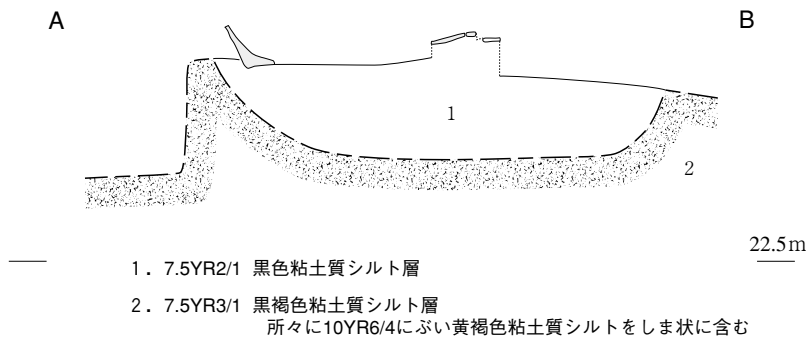 A B
1
2
22.5m
1．7.5YR2/1 黒色粘土質シルト層
2．7.5YR3/1 黒褐色粘土質シルト層
所々に10YR6/4にぶい黄褐色粘土質シルトをしま状に含む